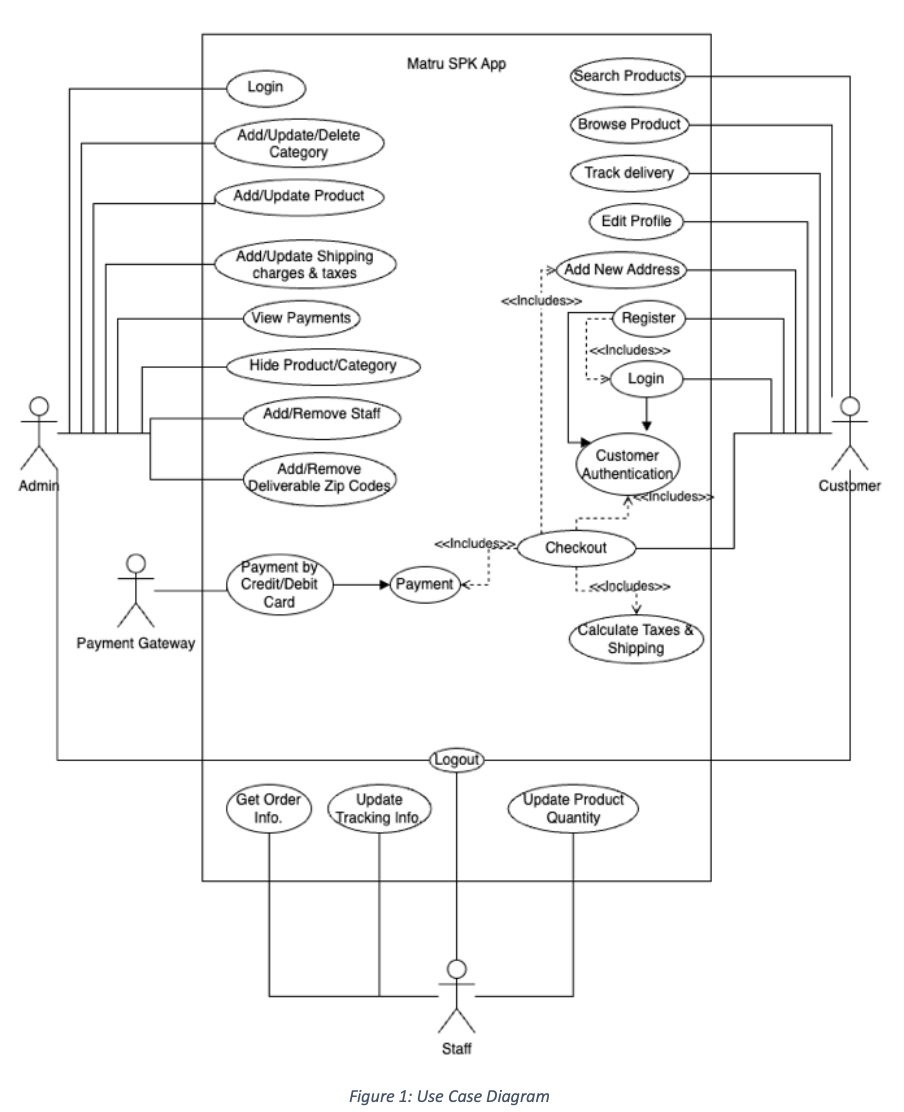 Matru SPK App
Login
Add/Update/Delete
Category
Add/Update Product
Add/Update Shipping
charges & taxes
View Payments
Hide Product/Category
Add/Remove Staff
Add/Remove
Deliverable Zip Codes
Admin
Payment by
Credit/Debit
Card
Payment Gateway
Payment
Search Products
Browse Product
Track delivery
Edit Profile
Add New Address
<<Includes>>
Register
<<Includes>>
Login
Customer
Authentication
<<Includes>>
Customer
<<Includes>>
Checkout
<<Includes>>
Calculate Taxes &
Shipping
Logout
Get Order
Info.
Update
Tracking Info.
Update Product
Quantity
Staff
Figure 1: Use Case Diagram